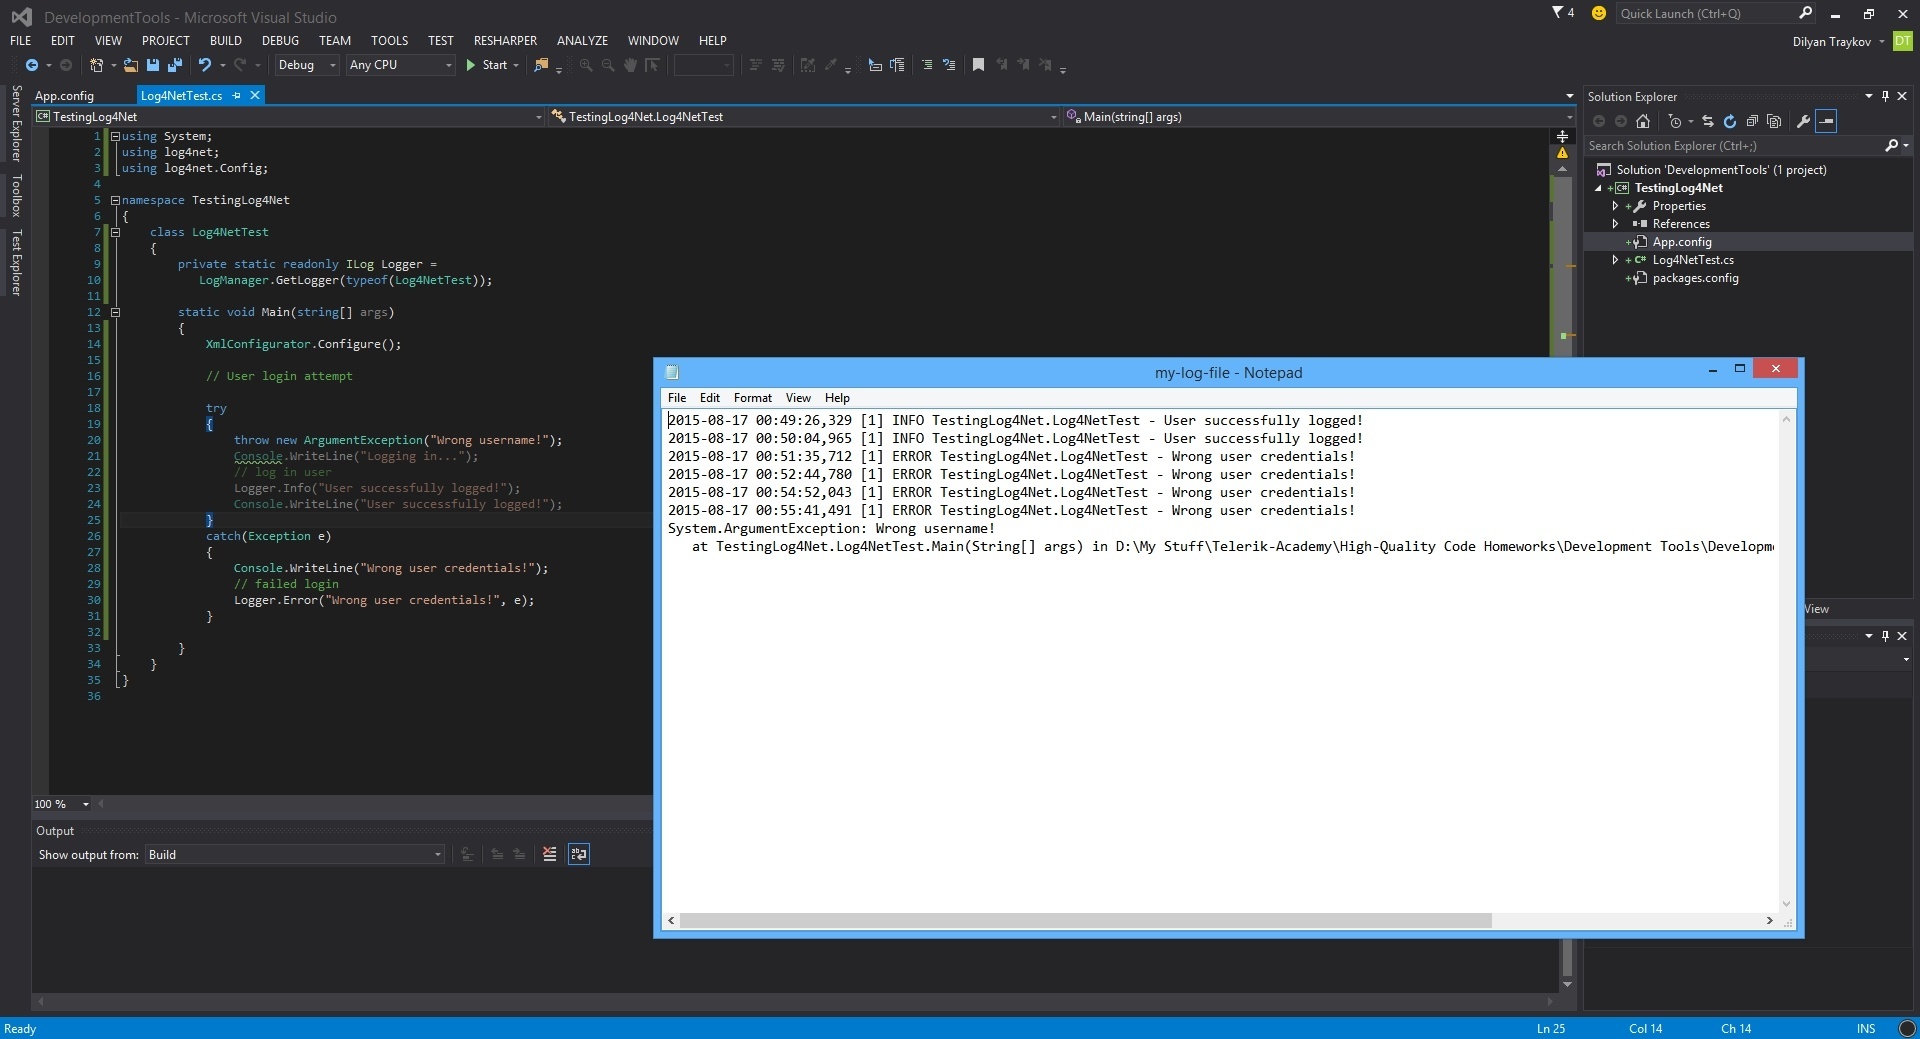 DevelopmentTools - Microsoft Visual Studio
4
Quick Launch (Ctrl+Q)
FILE EDIT VIEW PROJECT BUILD DEBUG TEAM TOOLS TEST RESHARPER ANALYZE WINDOW HELP
Dilyan Traykov DT
Debug Any CPU Start
Server Explorer
Toolbox
Test Explorer
App.config Log4NetTest.cs
TestingLog4Net TestingLog4Net.Log4NetTest Main(string[] args)
1 using System;
2 using log4net;
3 using log4net.Config;
4
5 namespace TestingLog4Net
6 {
7 class Log4NetTest
8 {
9 private static readonly ILog Logger =
10 LogManager.GetLogger(typeof(Log4NetTest));
11
12 static void Main(string[] args)
13 {
14 XmlConfigurator.Configure();
15
16 // User login attempt
17
18 try
19 {
20 throw new ArgumentException("Wrong username!");
21 Console.WriteLine("Logging in...");
22 // log in user
23 Logger.Info("User successfully logged!");
24 Console.WriteLine("User successfully logged!");
25 }
26 catch(Exception e)
27 {
28 Console.WriteLine("Wrong user credentials!");
29 // failed login
30 Logger.Error("Wrong user credentials!", e);
31 }
32
33 }
34 }
35 }
36
100 %
Output
Show output from: Build
Solution Explorer
Search Solution Explorer (Ctrl+;)
Solution 'DevelopmentTools' (1 project)
TestingLog4Net
Properties
References
App.config
Log4NetTest.cs
packages.config
View
my-log-file - Notepad
File Edit Format View Help
2015-08-17 00:49:26,329 [1] INFO TestingLog4Net.Log4NetTest - User successfully logged!
2015-08-17 00:50:04,965 [1] INFO TestingLog4Net.Log4NetTest - User successfully logged!
2015-08-17 00:51:35,712 [1] ERROR TestingLog4Net.Log4NetTest - Wrong user credentials!
2015-08-17 00:52:44,780 [1] ERROR TestingLog4Net.Log4NetTest - Wrong user credentials!
2015-08-17 00:54:52,043 [1] ERROR TestingLog4Net.Log4NetTest - Wrong user credentials!
2015-08-17 00:55:41,491 [1] ERROR TestingLog4Net.Log4NetTest - Wrong user credentials!
System.ArgumentException: Wrong username!
at TestingLog4Net.Log4NetTest.Main(String[] args) in D:\My Stuff\Telerik-Academy\High-Quality Code Homeworks\Development Tools\Developm
Ready
Ln 25 Col 14 Ch 14 INS